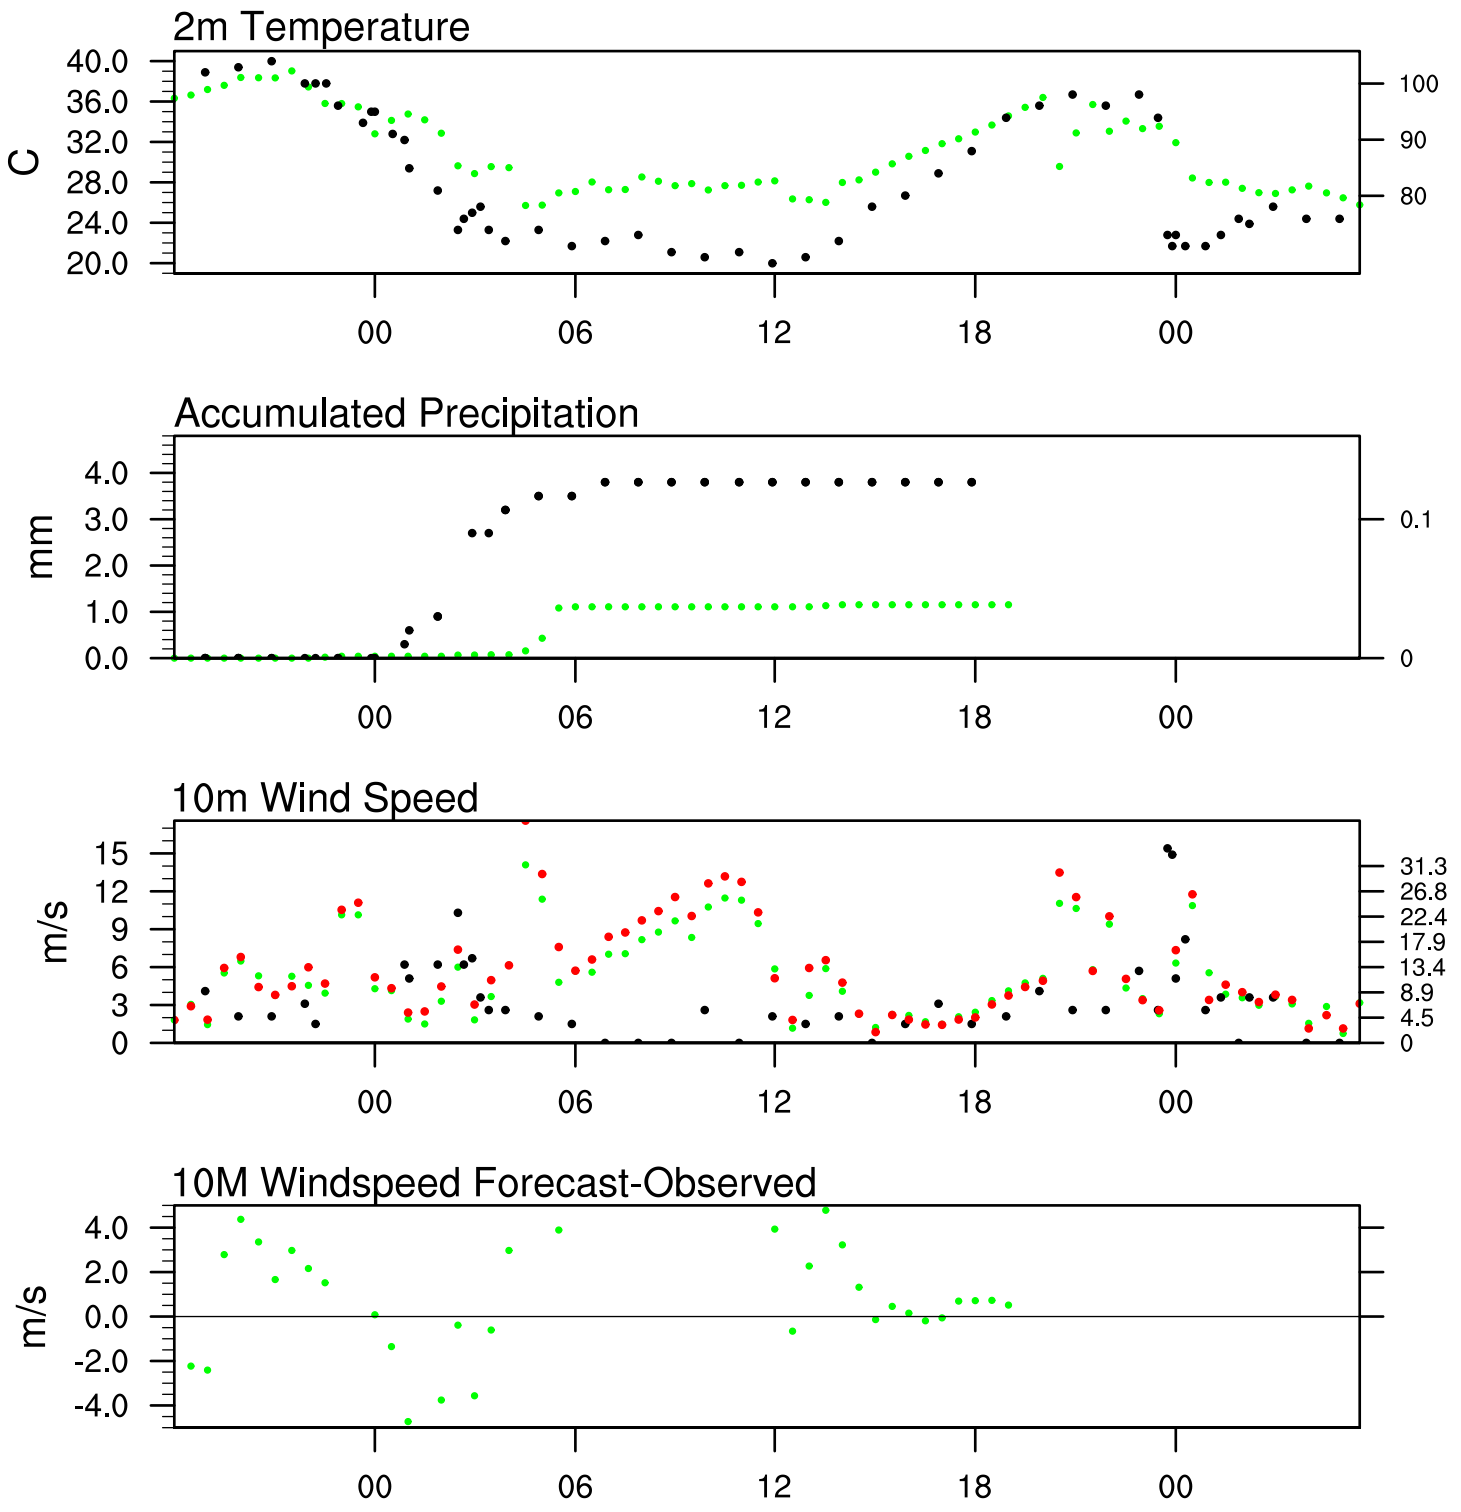 2m Temperature
40.0
36.0
32.0
28.0
24.0
20.0
C
100
90
80
00 06 12 18 00
Accumulated Precipitation
4.0
3.0
2.0
1.0
0.0
mm
0.1
0
00 06 12 18 00
10m Wind Speed
15
12
9
6
3
0
m/s
31.3
26.8
22.4
17.9
13.4
8.9
4.5
0
00 06 12 18 00
10M Windspeed Forecast-Observed
4.0
2.0
0.0
-2.0
-4.0
m/s
00 06 12 18 00